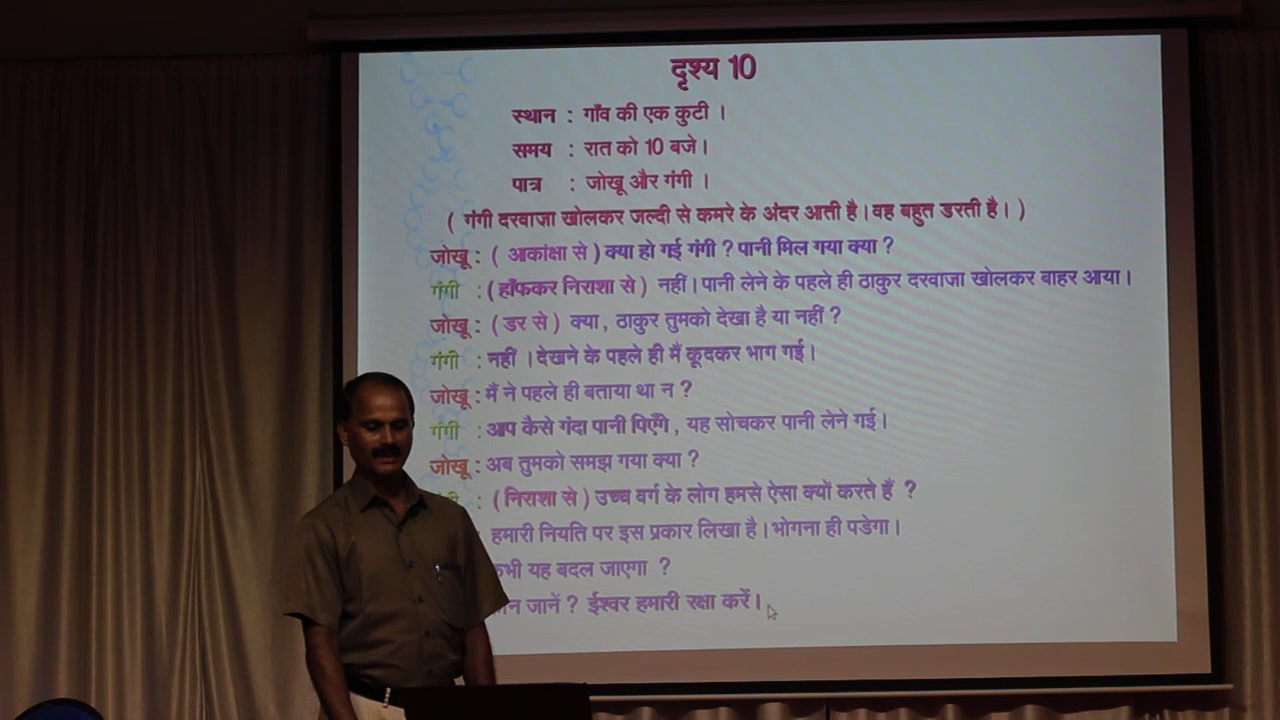 दृश्य 10
स्थान : गाँव की एक कुटी ।
समय : रात को 10 बजे।
पात्र : जोखू और गंगी ।
( गंगी दरवाजा खोलकर जल्दी से कमरे के अंदर आती है। वह बहुत डरती है। )
जोखू : ( आकांक्षा से ) क्या हो गई गंगी ? पानी मिल गया क्या ?
गंगी : ( हाँफकर निराशा से ) नहीं। पानी लेने के पहले ही ठाकुर दरवाजा खोलकर बाहर आया।
जोखू : ( डर से ) क्या , ठाकुर तुमको देखा है या नहीं ?
गंगी : नहीं । देखने के पहले ही मैं कूदकर भाग गई।
जोखू : मैं ने पहले ही बताया था न ?
गंगी : आप कैसे गंदा पानी पिएँगे , यह सोचकर पानी लेने गई।
जोखू : अब तुमको समझ गया क्या ?
: ( निराशा से ) उच्च वर्ग के लोग हमसे ऐसा क्यों करते हैं ?
हमारी नियति पर इस प्रकार लिखा है। भोगना ही पडेगा।
यह बदल जाएगा ?
जानें ? ईश्वर हमारी रक्षा करें।